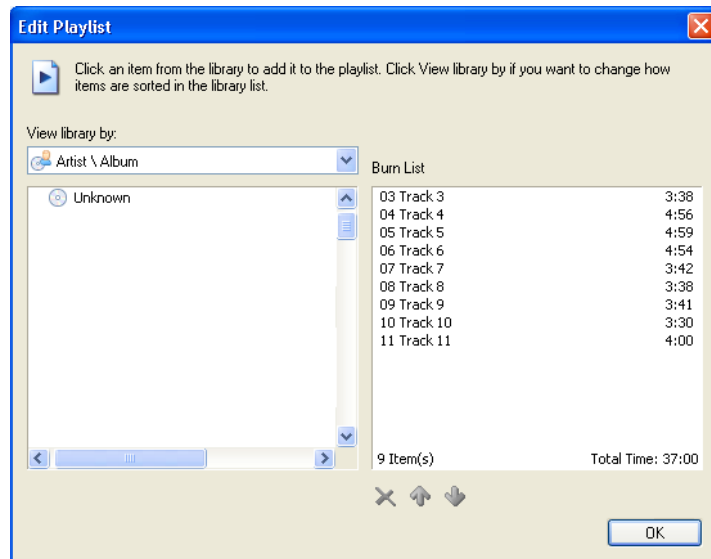 Edit Playlist
Click an item from the library to add it to the playlist. Click View library by if you want to change how
items are sorted in the library list.
View library by:
Artist \ Album
Unknown
Burn List
03 Track 3 3:38
04 Track 4 4:56
05 Track 5 4:59
06 Track 6 4:54
07 Track 7 3:42
08 Track 8 3:38
09 Track 9 3:41
10 Track 10 3:30
11 Track 11 4:00
9 Item(s) Total Time: 37:00
OK